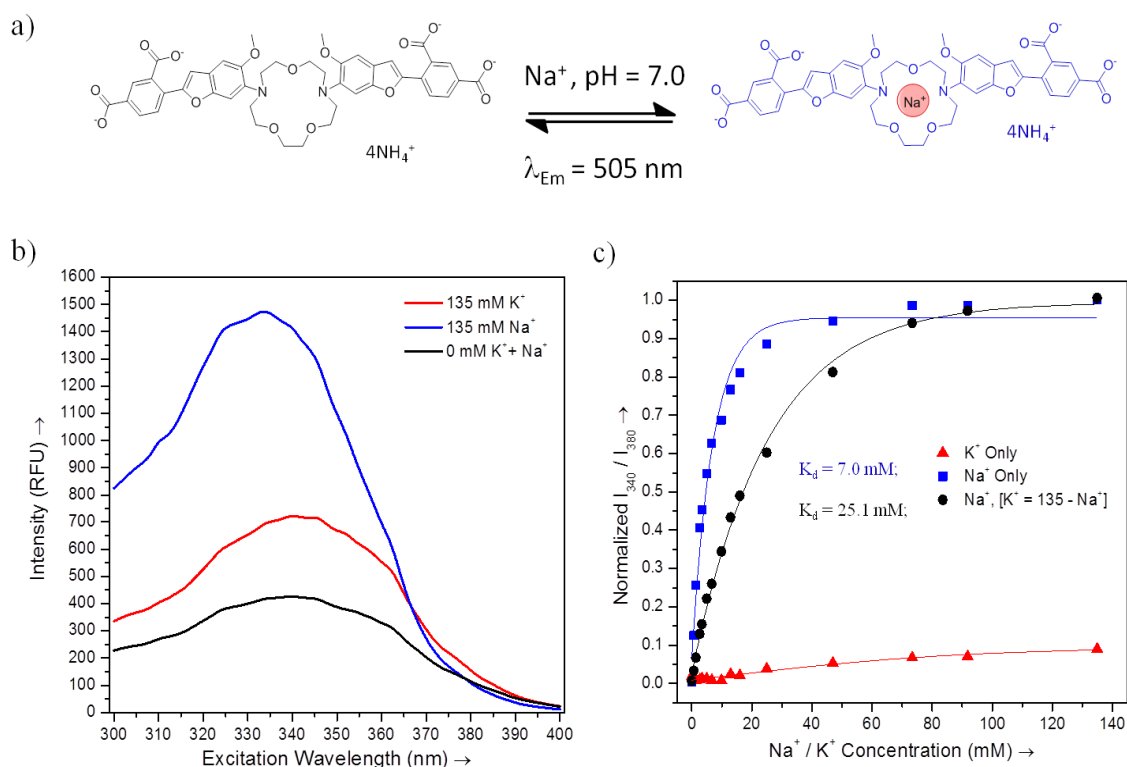 a)
O O⁻ O O O O⁻
O O N N O O
O⁻ O O O⁻
4NH₄⁺
Na⁺, pH = 7.0
λEm = 505 nm
O O⁻ O O O O⁻
O O N Na⁺ N O O
O⁻ O O O⁻
4NH₄⁺
b)
1600
1500
1400
1300
1200
1100
1000
900
800
700
600
500
400
300
200
100
0
Intensity (RFU) →
135 mM K⁺
135 mM Na⁺
0 mM K⁺+ Na⁺
300 310 320 330 340 350 360 370 380 390 400
Excitation Wavelength (nm) →
c)
1.0
0.9
0.8
0.7
0.6
0.5
0.4
0.3
0.2
0.1
0.0
Normalized I₃₄₀ / I₃₈₀ →
K⁺ Only
Na⁺ Only
Na⁺, [K⁺ = 135 - Na⁺]
Kd = 7.0 mM;
Kd = 25.1 mM;
0 20 40 60 80 100 120 140
Na⁺ / K⁺ Concentration (mM) →